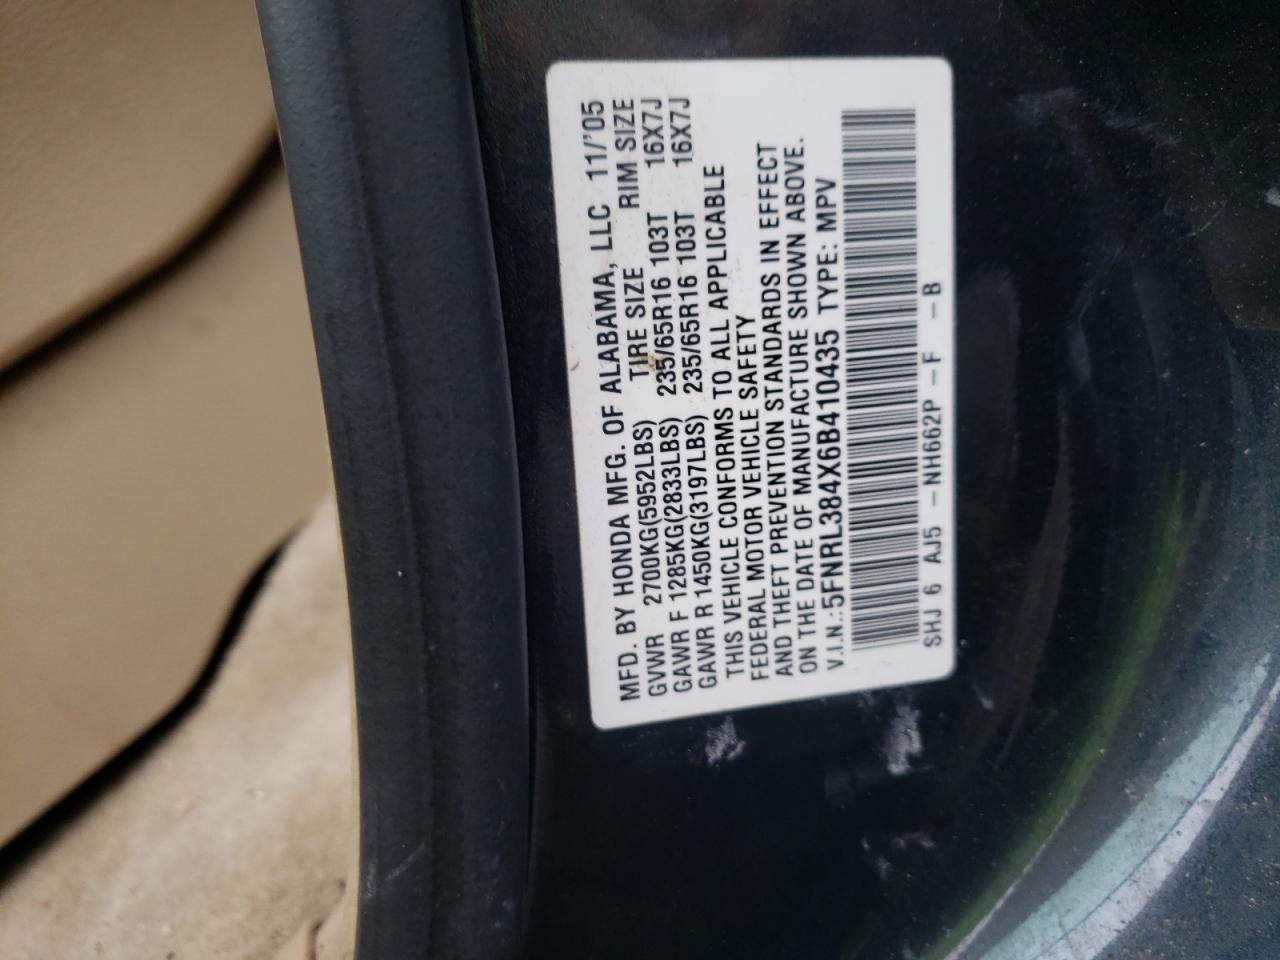 MFD. BY HONDA MFG. OF ALABAMA, LLC 11/'05
GVWR 2700KG(5952LBS) TIRE SIZE RIM SIZE
GAWR F 1285KG(2833LBS) 235/65R16 103T 16X7J
GAWR R 1450KG(3197LBS) 235/65R16 103T 16X7J
THIS VEHICLE CONFORMS TO ALL APPLICABLE
FEDERAL MOTOR VEHICLE SAFETY
AND THEFT PREVENTION STANDARDS IN EFFECT
ON THE DATE OF MANUFACTURE SHOWN ABOVE.
V.I.N.:5FNRL384X6B410435 TYPE: MPV
SHJ 6 AJ5 -NH662P -F -B